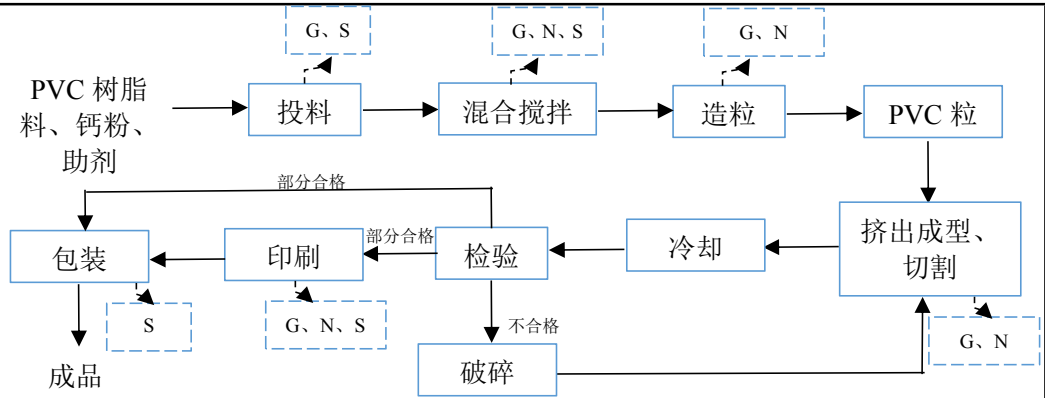 G、S
G、N、S
G、N
PVC 树脂
料、钙粉、
助剂
投料
混合搅拌
造粒
PVC 粒
部分合格
包装
印刷
部分合格
检验
冷却
挤出成型、
切割
S
G、N、S
不合格
G、N
成品
破碎